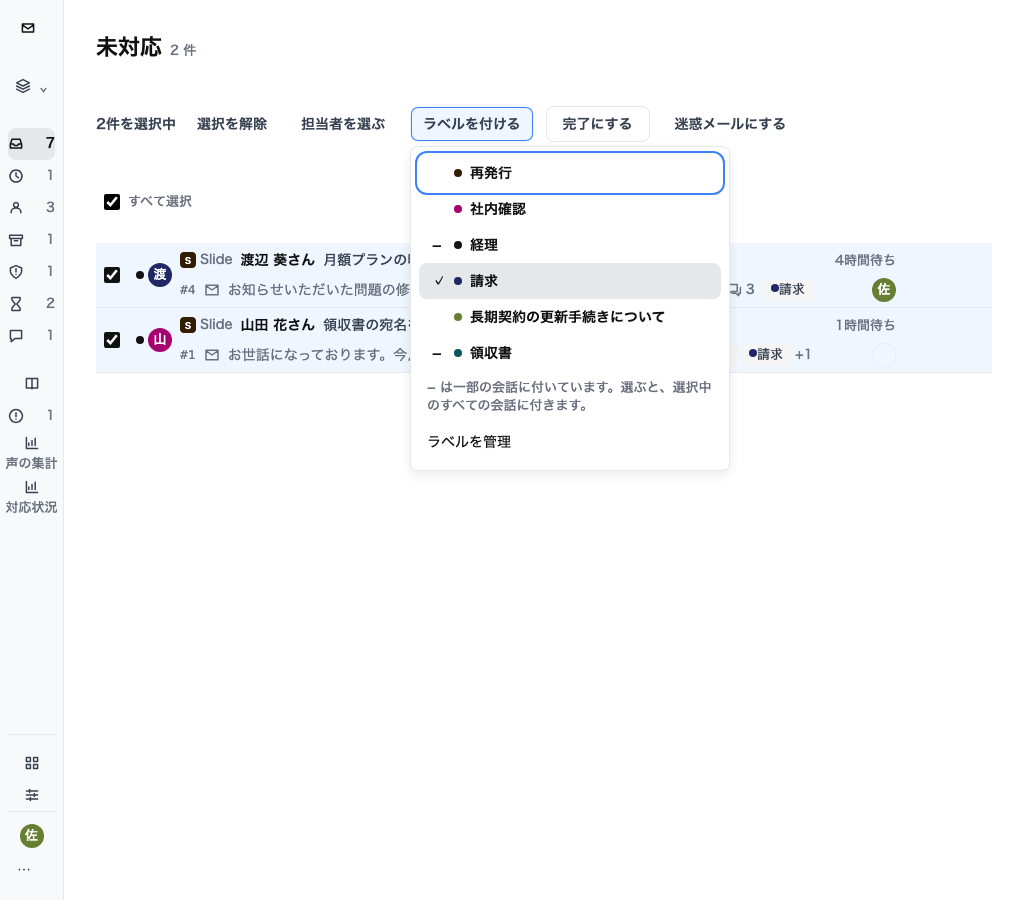 未対応 2 件
7
1
3
1
1
2
1
1
声の集計
対応状況
佐
…
2件を選択中 選択を解除 担当者を選ぶ ラベルを付ける 完了にする 迷惑メールにする
すべて選択
渡 S Slide 渡辺 葵さん 月額プランの 4時間待ち
#4 お知らせいただいた問題の修 3 請求 佐
山 S Slide 山田 花さん 領収書の宛名 1時間待ち
#1 お世話になっております。今 請求 +1
再発行
社内確認
– 経理
✓ 請求
長期契約の更新手続きについて
– 領収書
– は一部の会話に付いています。選ぶと、選択中
のすべての会話に付きます。
ラベルを管理